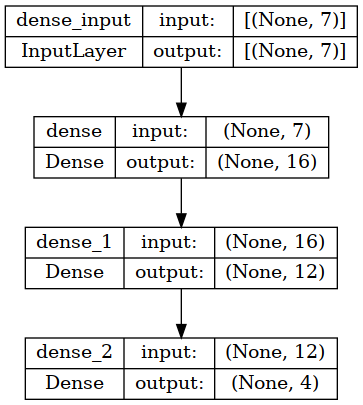 dense_input input: [(None, 7)]
InputLayer output: [(None, 7)]
dense input: (None, 7)
Dense output: (None, 16)
dense_1 input: (None, 16)
Dense output: (None, 12)
dense_2 input: (None, 12)
Dense output: (None, 4)